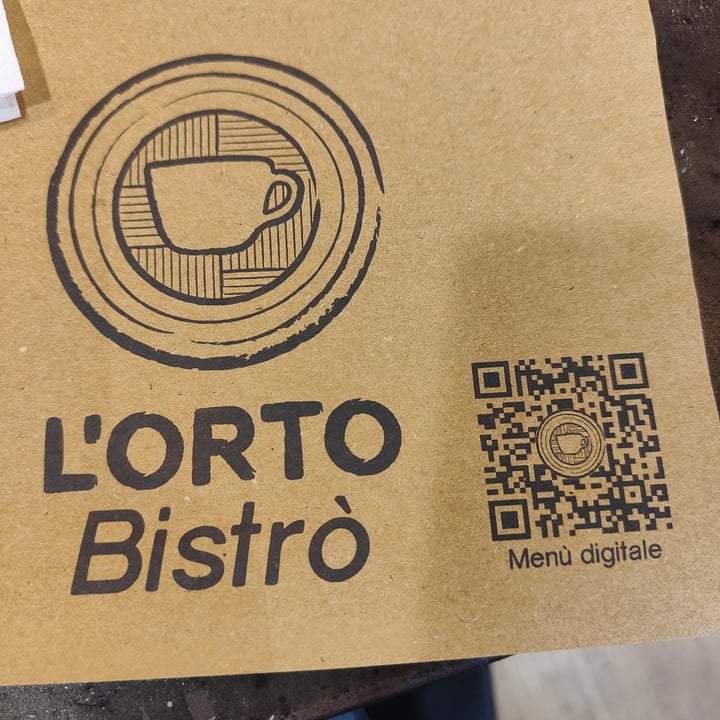 L'ORTO
Bistrò
Menù digitale